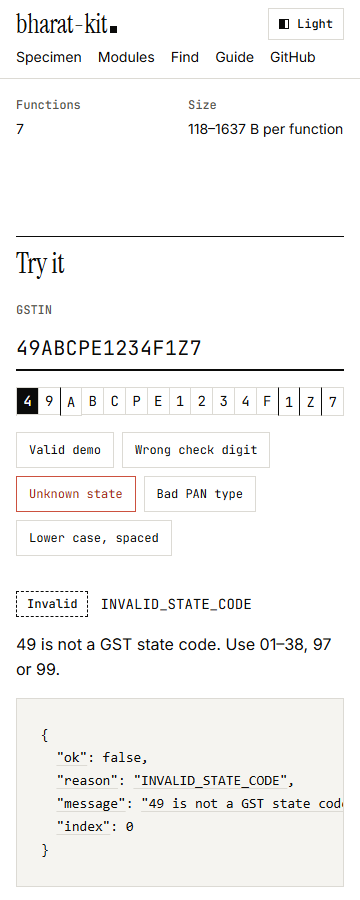 bharat-kit
Light
Specimen Modules Find Guide GitHub
Functions Size
7 118–1637 B per function
Try it
GSTIN
49ABCPE1234F1Z7
4 9 A B C P E 1 2 3 4 F 1 Z 7
Valid demo Wrong check digit
Unknown state Bad PAN type
Lower case, spaced
Invalid INVALID_STATE_CODE
49 is not a GST state code. Use 01–38, 97
or 99.
{
"ok": false,
"reason": "INVALID_STATE_CODE",
"message": "49 is not a GST state cod
"index": 0
}